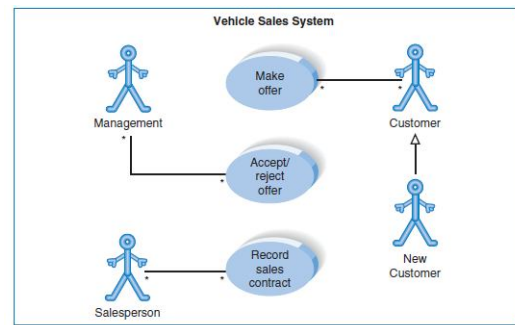 Vehicle Sales System
Make
offer
*
*
Management
Customer
*
Accept/
reject
offer
*
New
Customer
Record
sales
contract
*
*
Salesperson